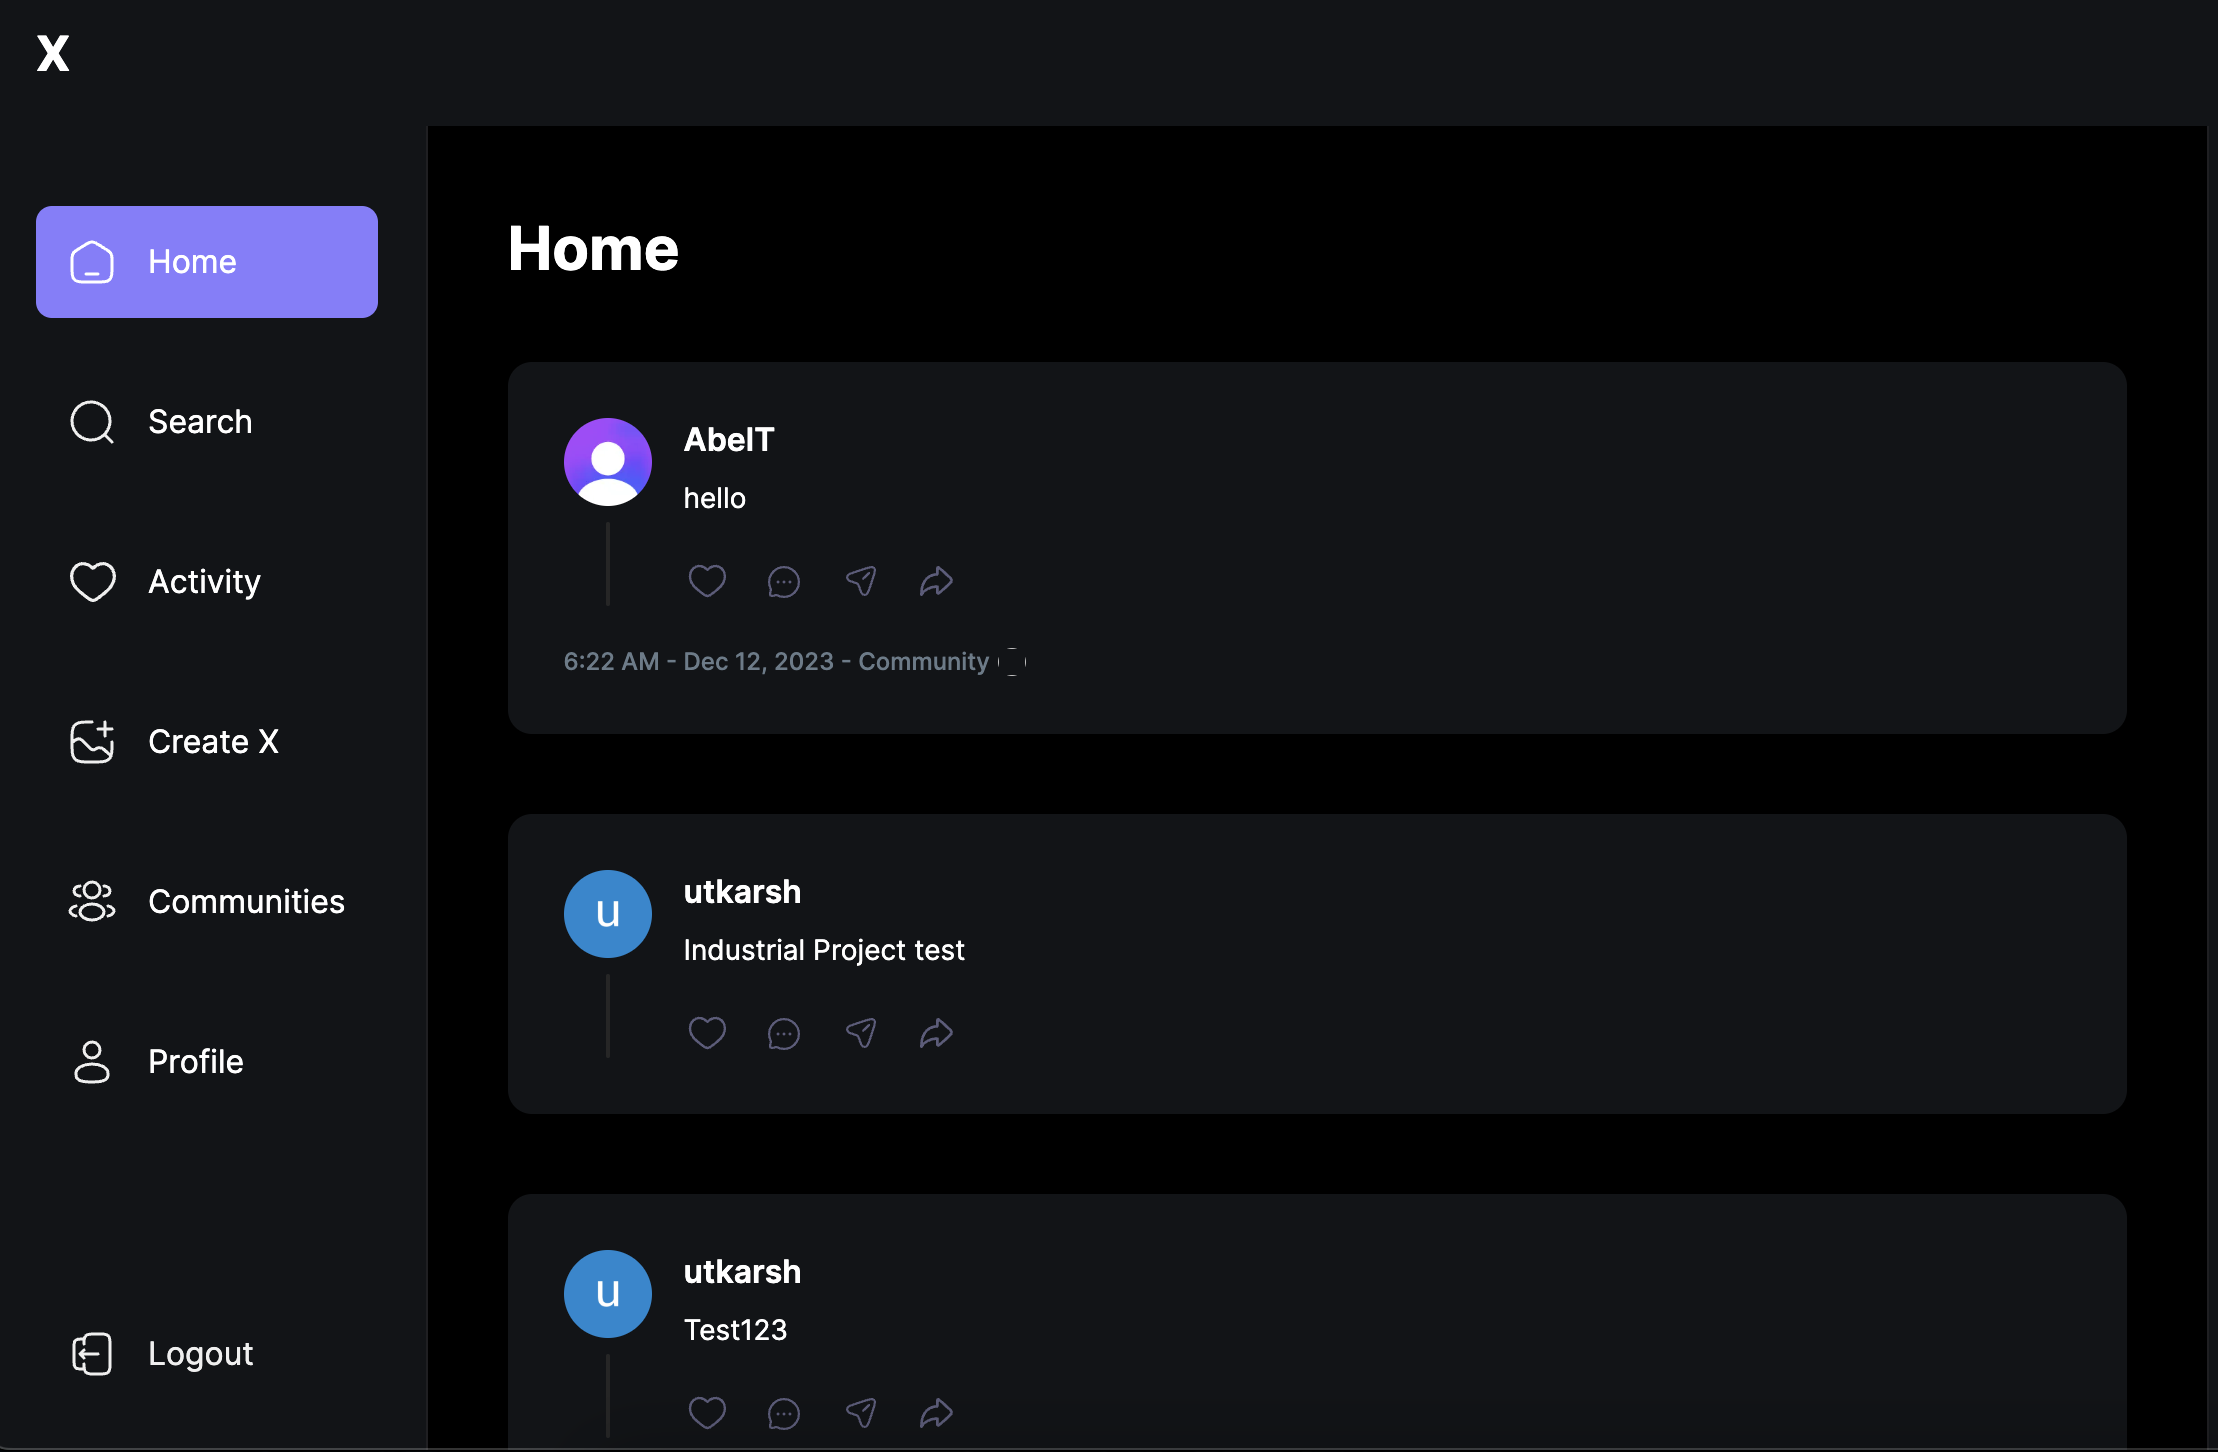 X
Home
Search
Activity
Create X
Communities
Profile
Logout
Home
AbelT
hello
6:22 AM - Dec 12, 2023 - Community
u
utkarsh
Industrial Project test
u
utkarsh
Test123